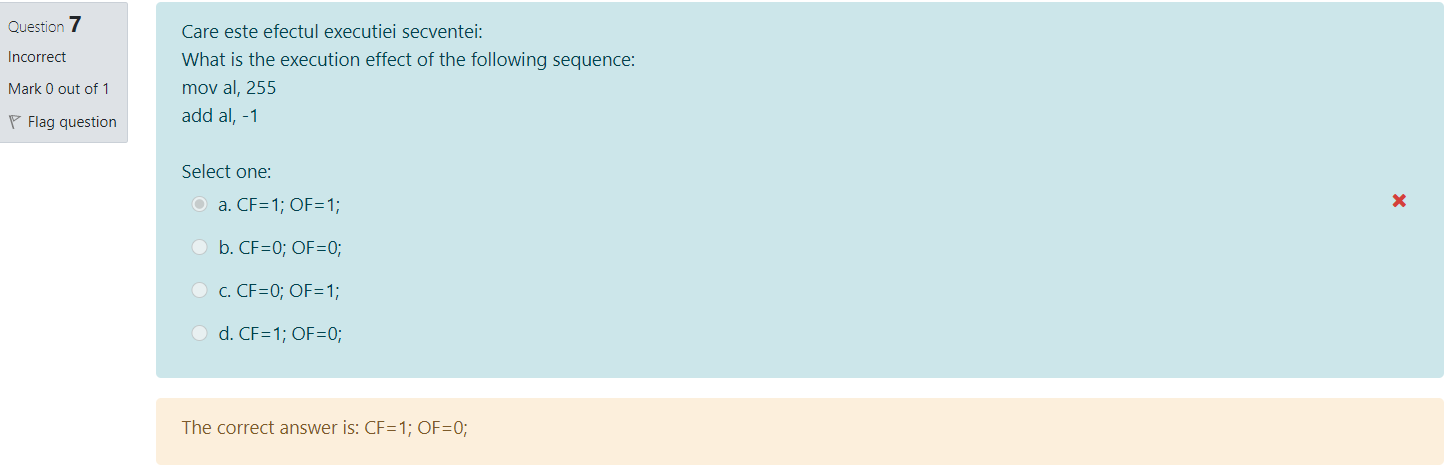 Question 7
Incorrect
Mark 0 out of 1
Flag question
Care este efectul executiei secventei:
What is the execution effect of the following sequence:
mov al, 255
add al, -1
Select one:
a. CF=1; OF=1;
b. CF=0; OF=0;
c. CF=0; OF=1;
d. CF=1; OF=0;
The correct answer is: CF=1; OF=0;